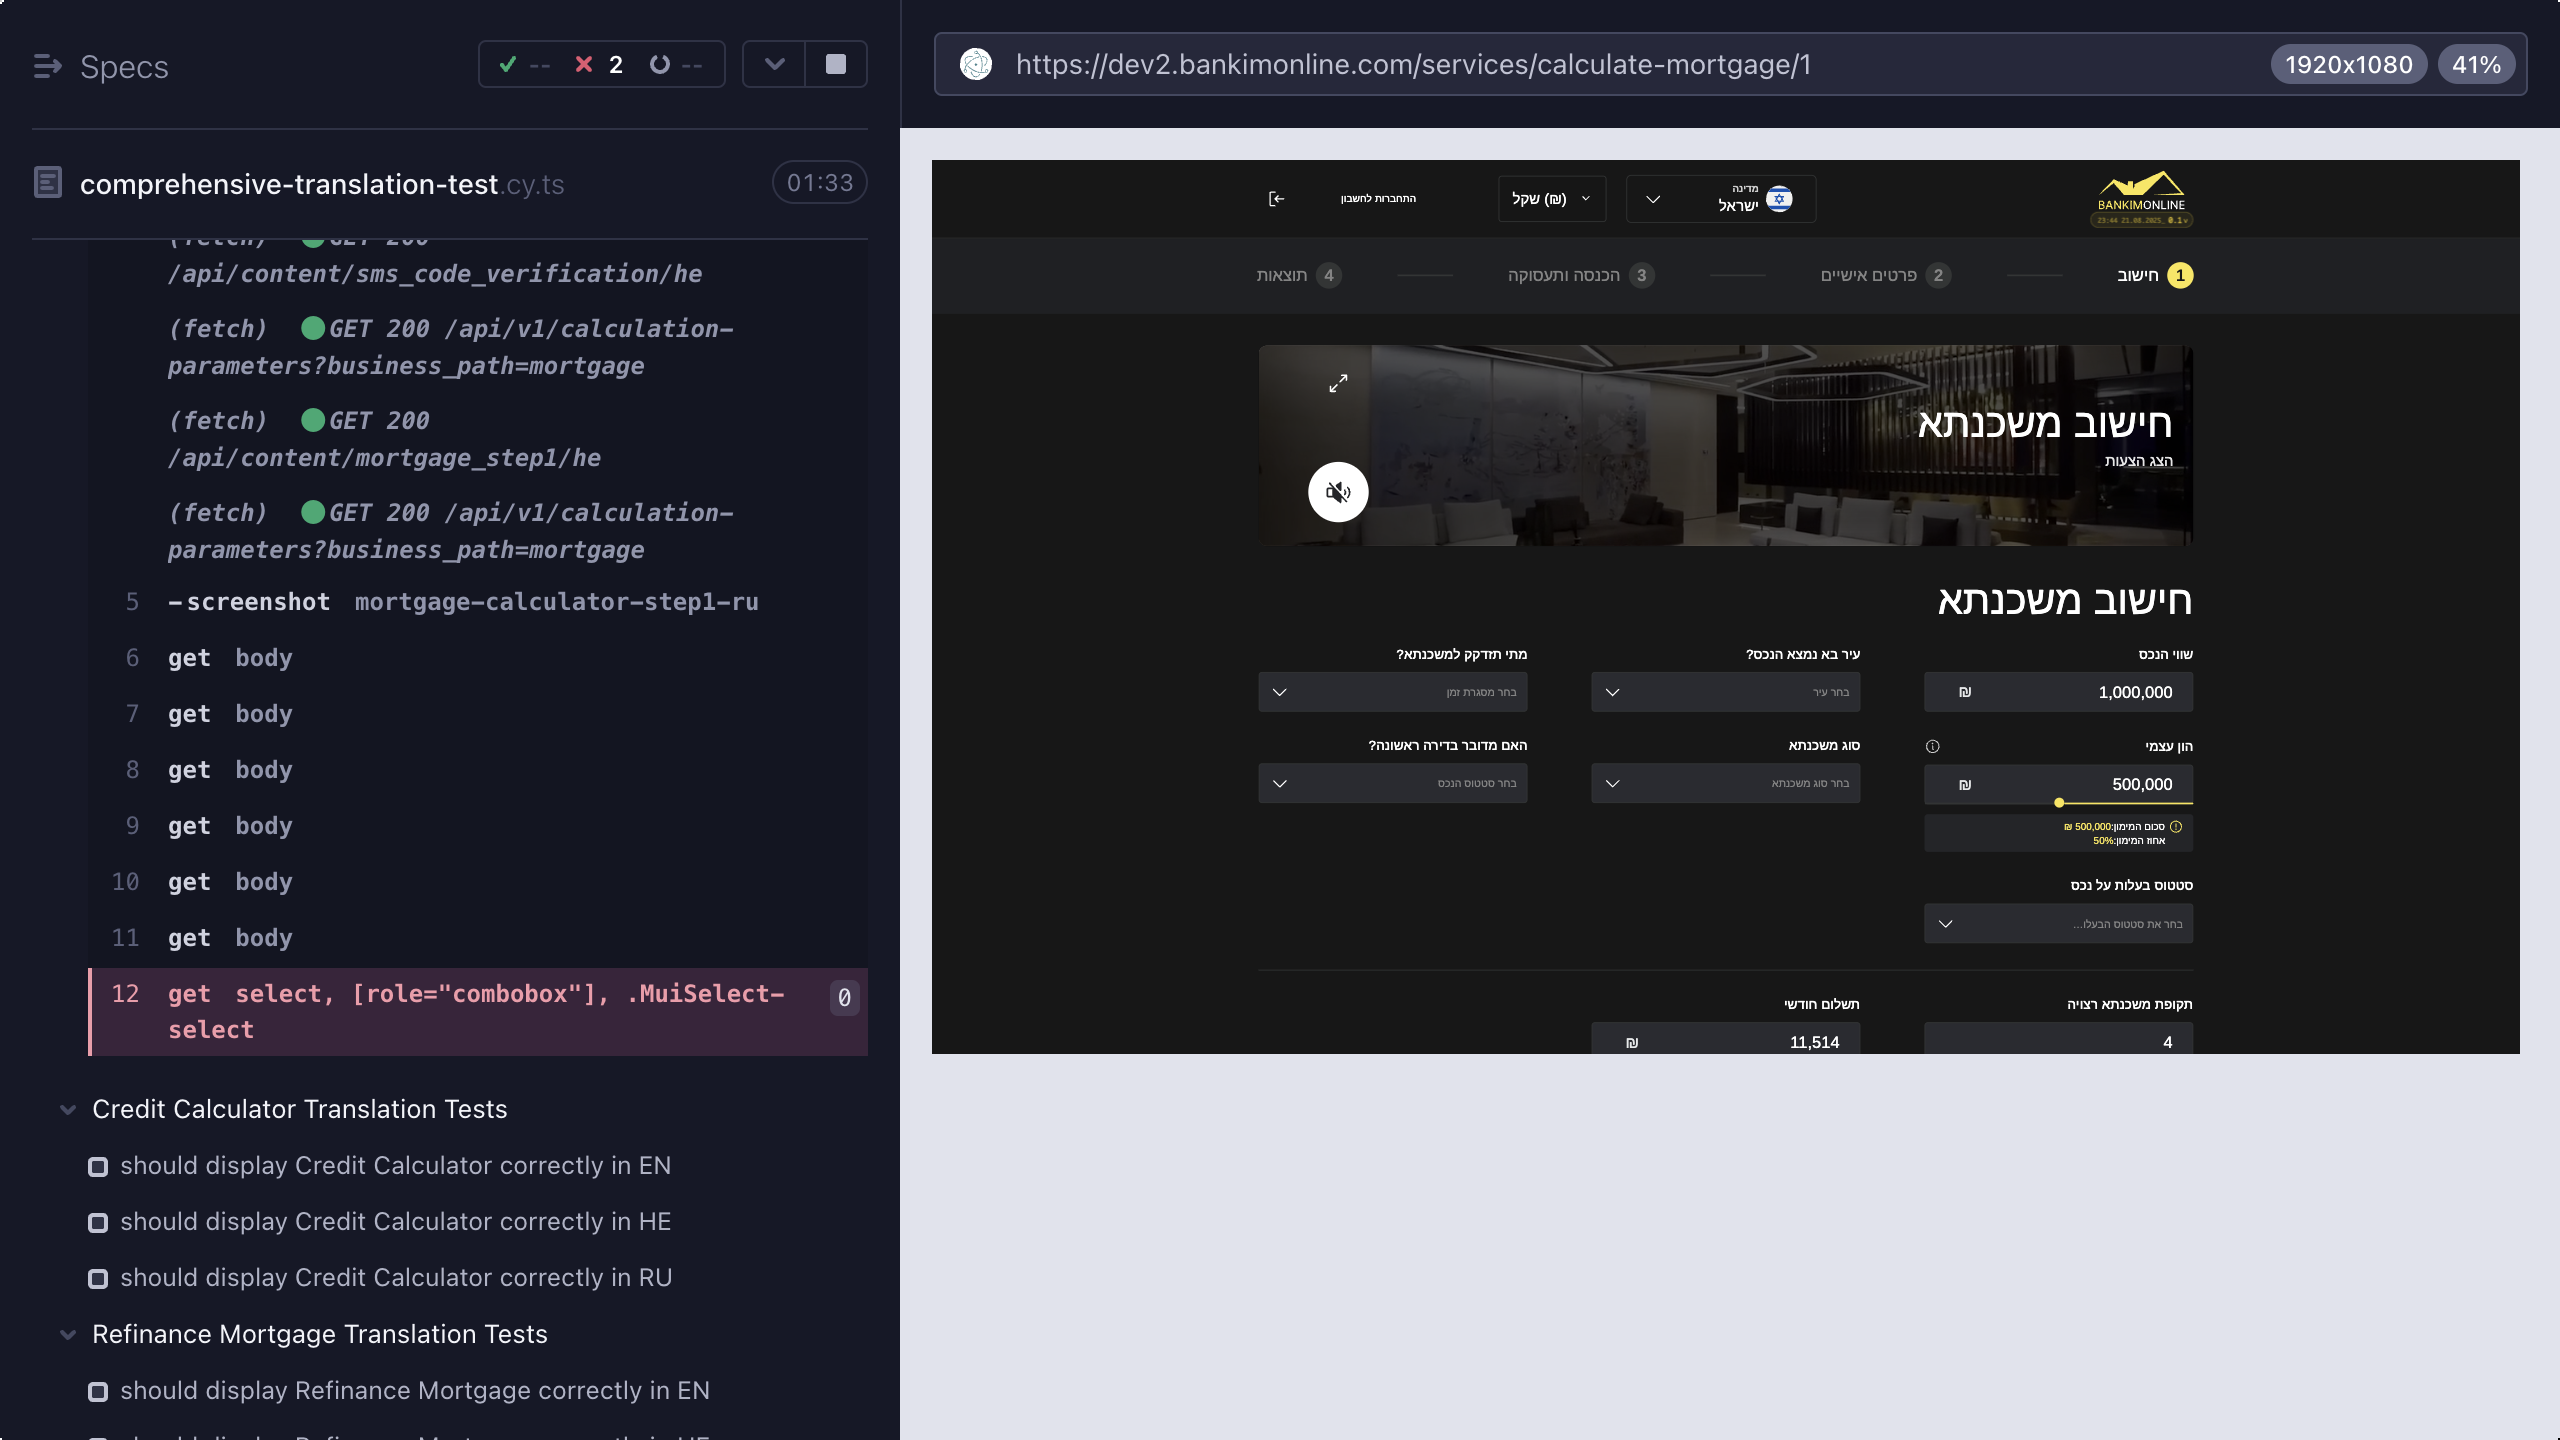 Specs
-- 2 --
comprehensive-translation-test.cy.ts
01:33
/api/content/sms_code_verification/he
(fetch) GET 200 /api/v1/calculation-
parameters?business_path=mortgage
(fetch) GET 200
/api/content/mortgage_step1/he
(fetch) GET 200 /api/v1/calculation-
parameters?business_path=mortgage
5 -screenshot mortgage-calculator-step1-ru
6 get body
7 get body
8 get body
9 get body
10 get body
11 get body
12 get select, [role="combobox"], .MuiSelect-
select
0
Credit Calculator Translation Tests
should display Credit Calculator correctly in EN
should display Credit Calculator correctly in HE
should display Credit Calculator correctly in RU
Refinance Mortgage Translation Tests
should display Refinance Mortgage correctly in EN
https://dev2.bankimonline.com/services/calculate-mortgage/1
1920x1080
41%
BANKIMONLINE
מדינה
ישראל
שקל (₪)
התחברות לחשבון
1 חישוב
2 פרטים אישיים
3 הכנסה ותעסוקה
4 תוצאות
חישוב משכנתא
הצג הצעות
חישוב משכנתא
שווי הנכס
1,000,000 ₪
עיר בא נמצא הנכס?
בחר עיר
מתי תזדקק למשכנתא?
בחר מסגרת זמן
הון עצמי
500,000 ₪
סכום המימון:500,000 ₪
אחוז המימון:50%
סוג משכנתא
בחר סוג משכנתא
האם מדובר בדירה ראשונה?
בחר סטטוס הנכס
סטטוס בעלות על נכס
בחר את סטטוס הבעלו...
תקופת משכנתא רצויה
4
תשלום חודשי
11,514 ₪